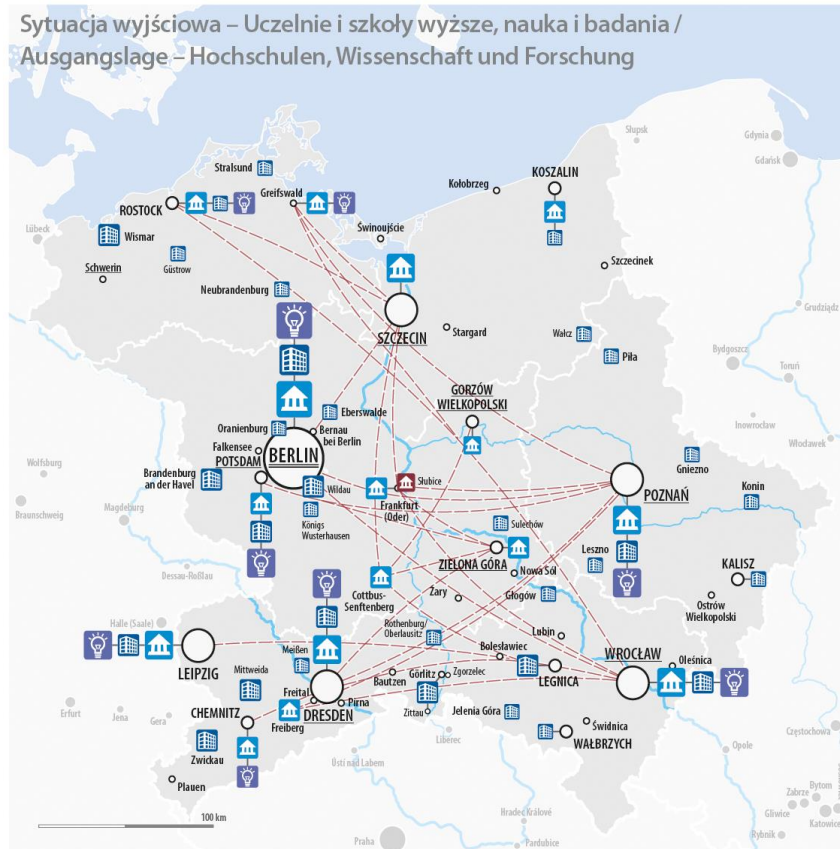 Sytuacja wyjściowa – Uczelnie i szkoły wyższe, nauka i badania /
Ausgangslage – Hochschulen, Wissenschaft und Forschung
Słupsk
Gdynia
Gdańsk
Stralsund
Greifswald
Kołobrzeg
KOSZALIN
ROSTOCK
Lübeck
Wismar
Świnoujście
Güstrow
Schwerin
Szczecinek
Neubrandenburg
Grudziądz
SZCZECIN
Stargard
Wałcz
Piła
Bydgoszcz
Toruń
GORZÓW
WIELKOPOLSKI
Inowrocław
Włocławek
Eberswalde
Oranienburg
Bernau
bei Berlin
Falkensee
POTSDAM
BERLIN
Gniezno
Wolfsburg
Brandenburg
an der Havel
Wildau
Słubice
Frankfurt
(Oder)
POZNAŃ
Konin
Braunschweig
Magdeburg
Königs
Wusterhausen
Sulechów
ZIELONA GÓRA
Leszno
Nowa Sól
KALISZ
Dessau-Roßlau
Cottbus-
Senftenberg
Żary
Głogów
Ostrów
Wielkopolski
Halle (Saale)
Rothenburg/
Oberlausitz
Lubin
Meißen
Bolesławiec
WROCŁAW
Oleśnica
LEIPZIG
Mittweida
Bautzen
Görlitz
Zgorzelec
LEGNICA
Freital
Pirna
DRESDEN
Erfurt
Jena
Gera
CHEMNITZ
Freiberg
Zittau
Jelenia Góra
Świdnica
WAŁBRZYCH
Częstochowa
Zwickau
Liberec
Opole
Ústí nad Labem
Plauen
Bytom
Zabrze
Gliwice
Katowice
Hradec Králové
Rybnik
100 km
Praha
Pardubice